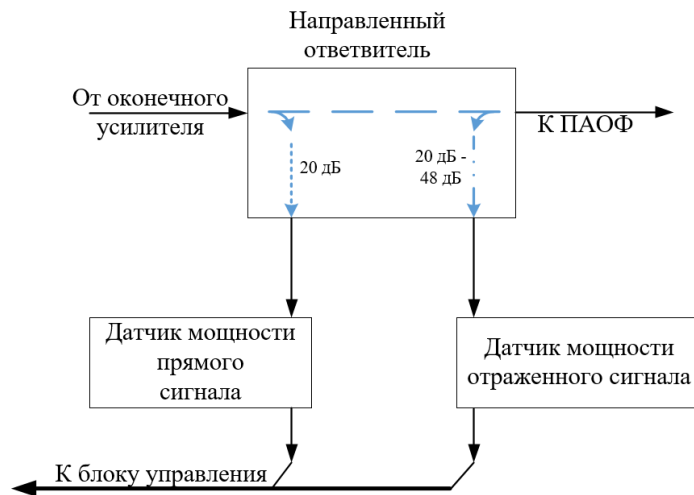 Направленный
ответвитель
От оконечного
усилителя
К ПАОФ
20 дБ
20 дБ -
48 дБ
Датчик мощности
прямого
сигнала
Датчик мощности
отраженного сигнала
К блоку управления